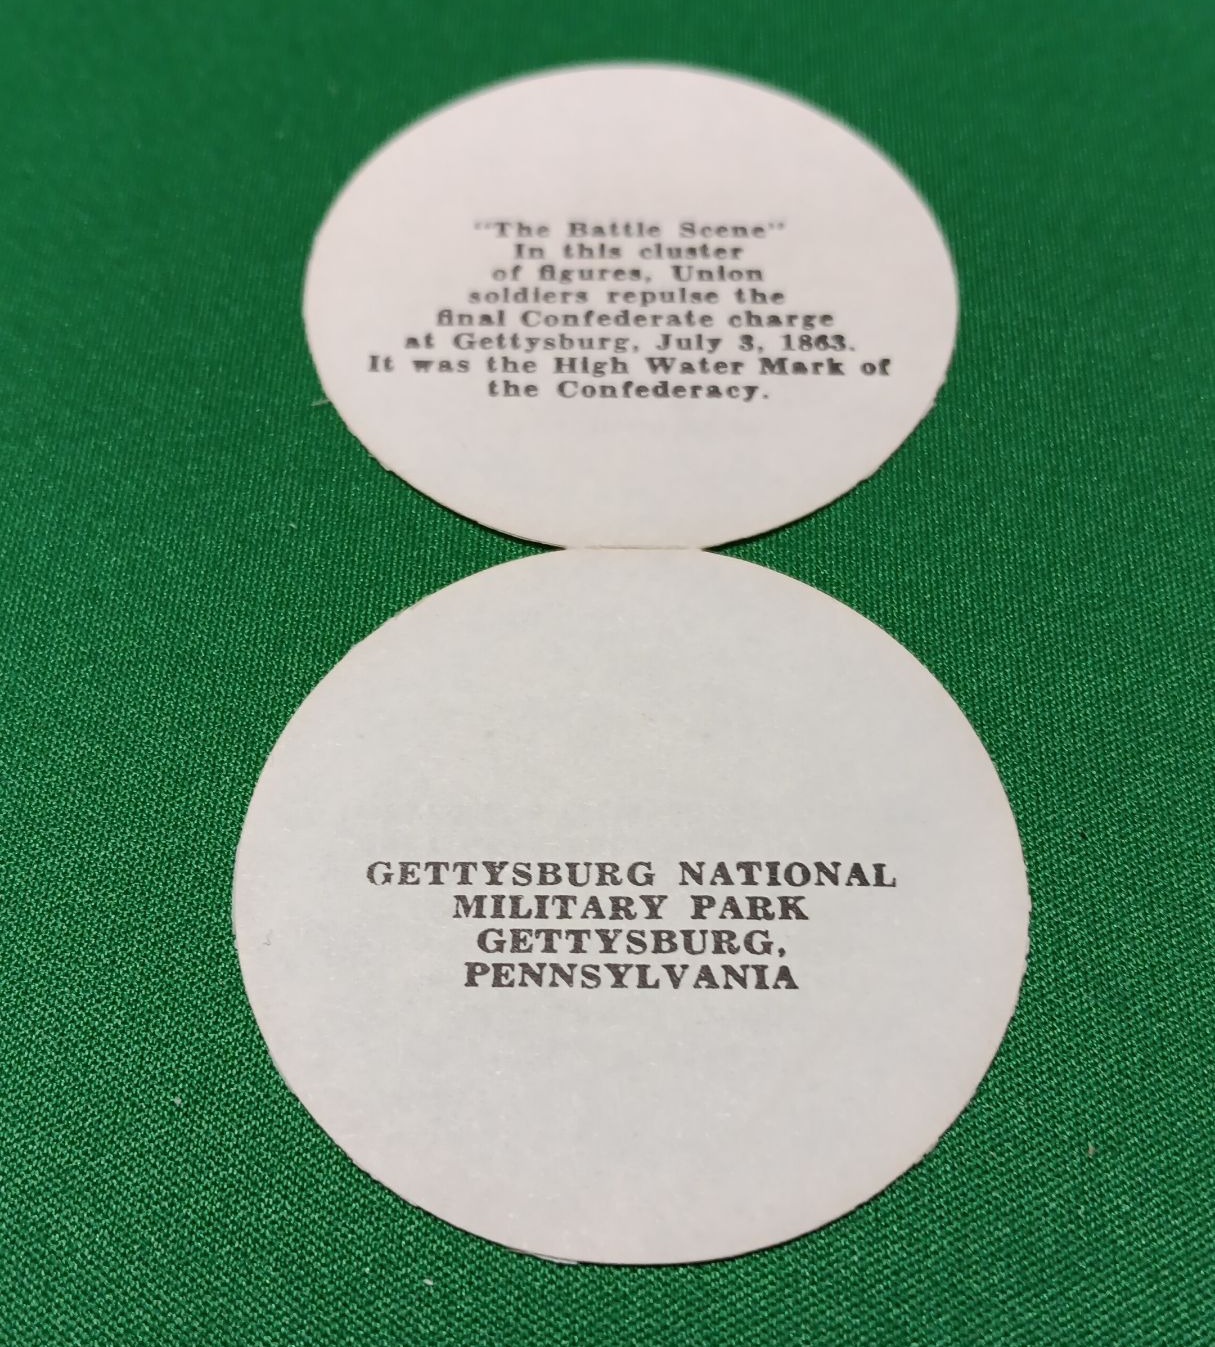 "The Battle Scene"
In this cluster
of figures, Union
soldiers repulse the
final Confederate charge
at Gettysburg, July 3, 1863.
It was the High Water Mark of
the Confederacy.
GETTYSBURG NATIONAL
MILITARY PARK
GETTYSBURG,
PENNSYLVANIA